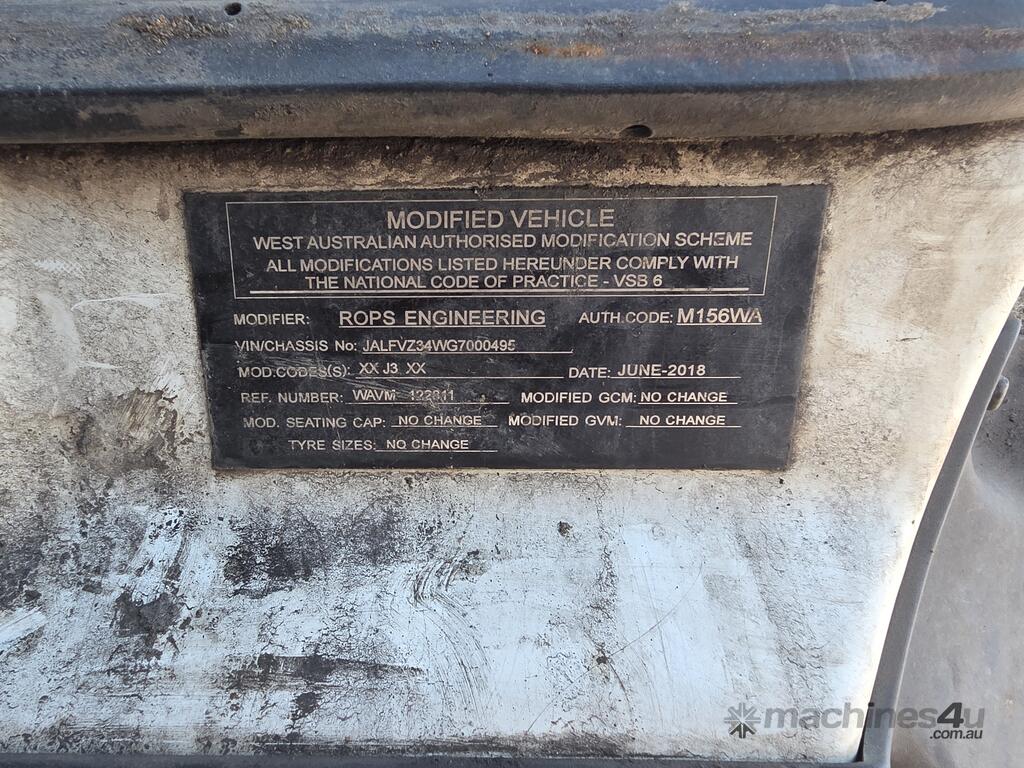 MODIFIED VEHICLE
WEST AUSTRALIAN AUTHORISED MODIFICATION SCHEME
ALL MODIFICATIONS LISTED HEREUNDER COMPLY WITH
THE NATIONAL CODE OF PRACTICE - VSB 6
MODIFIER: ROPS ENGINEERING AUTH.CODE: M156WA
VIN/CHASSIS No: JALFVZ34WG7000495
MOD.CODES(S): XX J3 XX DATE: JUNE-2018
REF. NUMBER: WAVM MODIFIED GCM: NO CHANGE
MOD. SEATING CAP: NO CHANGE MODIFIED GVM: NO CHANGE
TYRE SIZES: NO CHANGE
machines4u
.com.au